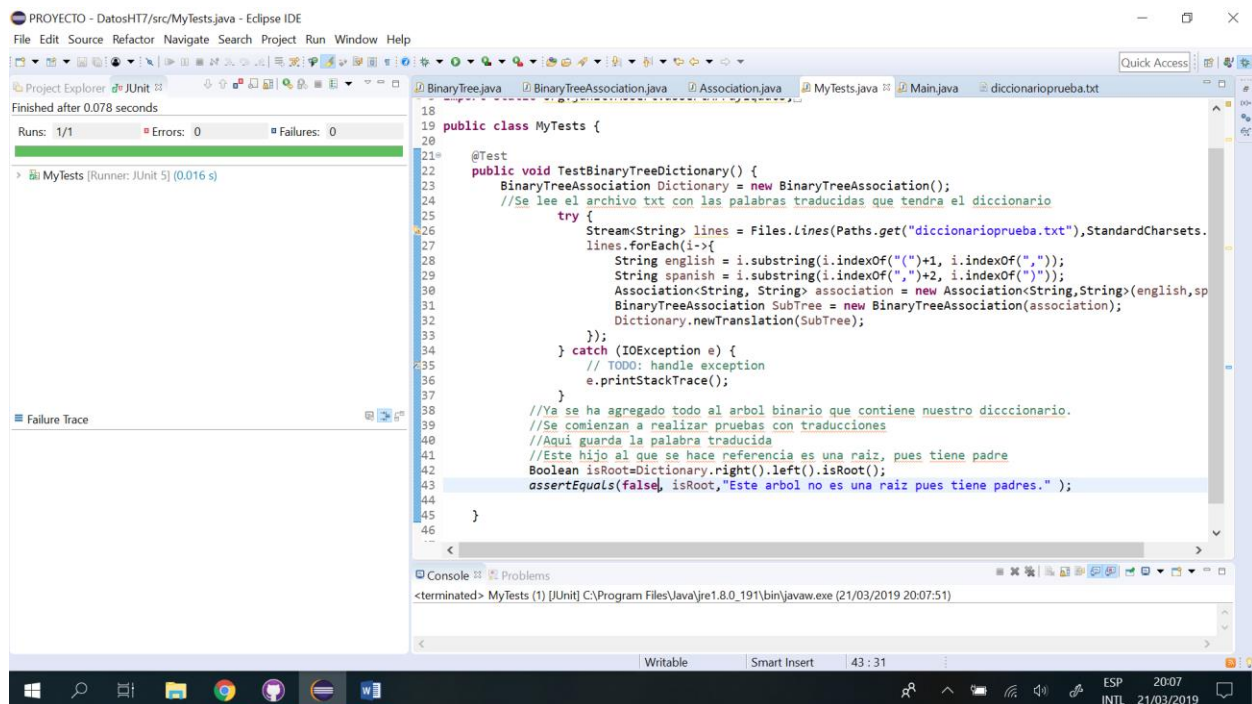 PROYECTO - DatosHT7/src/MyTests.java - Eclipse IDE
File Edit Source Refactor Navigate Search Project Run Window Help
Quick Access
Project Explorer JUnit
Finished after 0.078 seconds
Runs: 1/1 Errors: 0 Failures: 0
MyTests [Runner: JUnit 5] (0.016 s)
Failure Trace
BinaryTree.java BinaryTreeAssociation.java Association.java MyTests.java Main.java diccionarioprueba.txt
18
19 public class MyTests {
20
21 @Test
22 public void TestBinaryTreeDictionary() {
23 BinaryTreeAssociation Dictionary = new BinaryTreeAssociation();
24 //Se lee el archivo txt con las palabras traducidas que tendra el diccionario
25 try {
26 Stream<String> lines = Files.lines(Paths.get("diccionarioprueba.txt"),StandardCharsets.
27 lines.forEach(i->{
28 String english = i.substring(i.indexOf("(")+1, i.indexOf(","));
29 String spanish = i.substring(i.indexOf(",")+2, i.indexOf(")"));
30 Association<String, String> association = new Association<String,String>(english,sp
31 BinaryTreeAssociation SubTree = new BinaryTreeAssociation(association);
32 Dictionary.newTranslation(SubTree);
33 });
34 } catch (IOException e) {
35 // TODO: handle exception
36 e.printStackTrace();
37 }
38 //Ya se ha agregado todo al arbol binario que contiene nuestro dicccionario.
39 //Se comienzan a realizar pruebas con traducciones
40 //Aqui guarda la palabra traducida
41 //Este hijo al que se hace referencia es una raiz, pues tiene padre
42 Boolean isRoot=Dictionary.right().left().isRoot();
43 assertEquals(false, isRoot,"Este arbol no es una raiz pues tiene padres." );
44
45 }
46
Console Problems
<terminated> MyTests (1) [JUnit] C:\Program Files\Java\jre1.8.0_191\bin\javaw.exe (21/03/2019 20:07:51)
Writable Smart Insert 43 : 31
ESP 20:07
INTL 21/03/2019